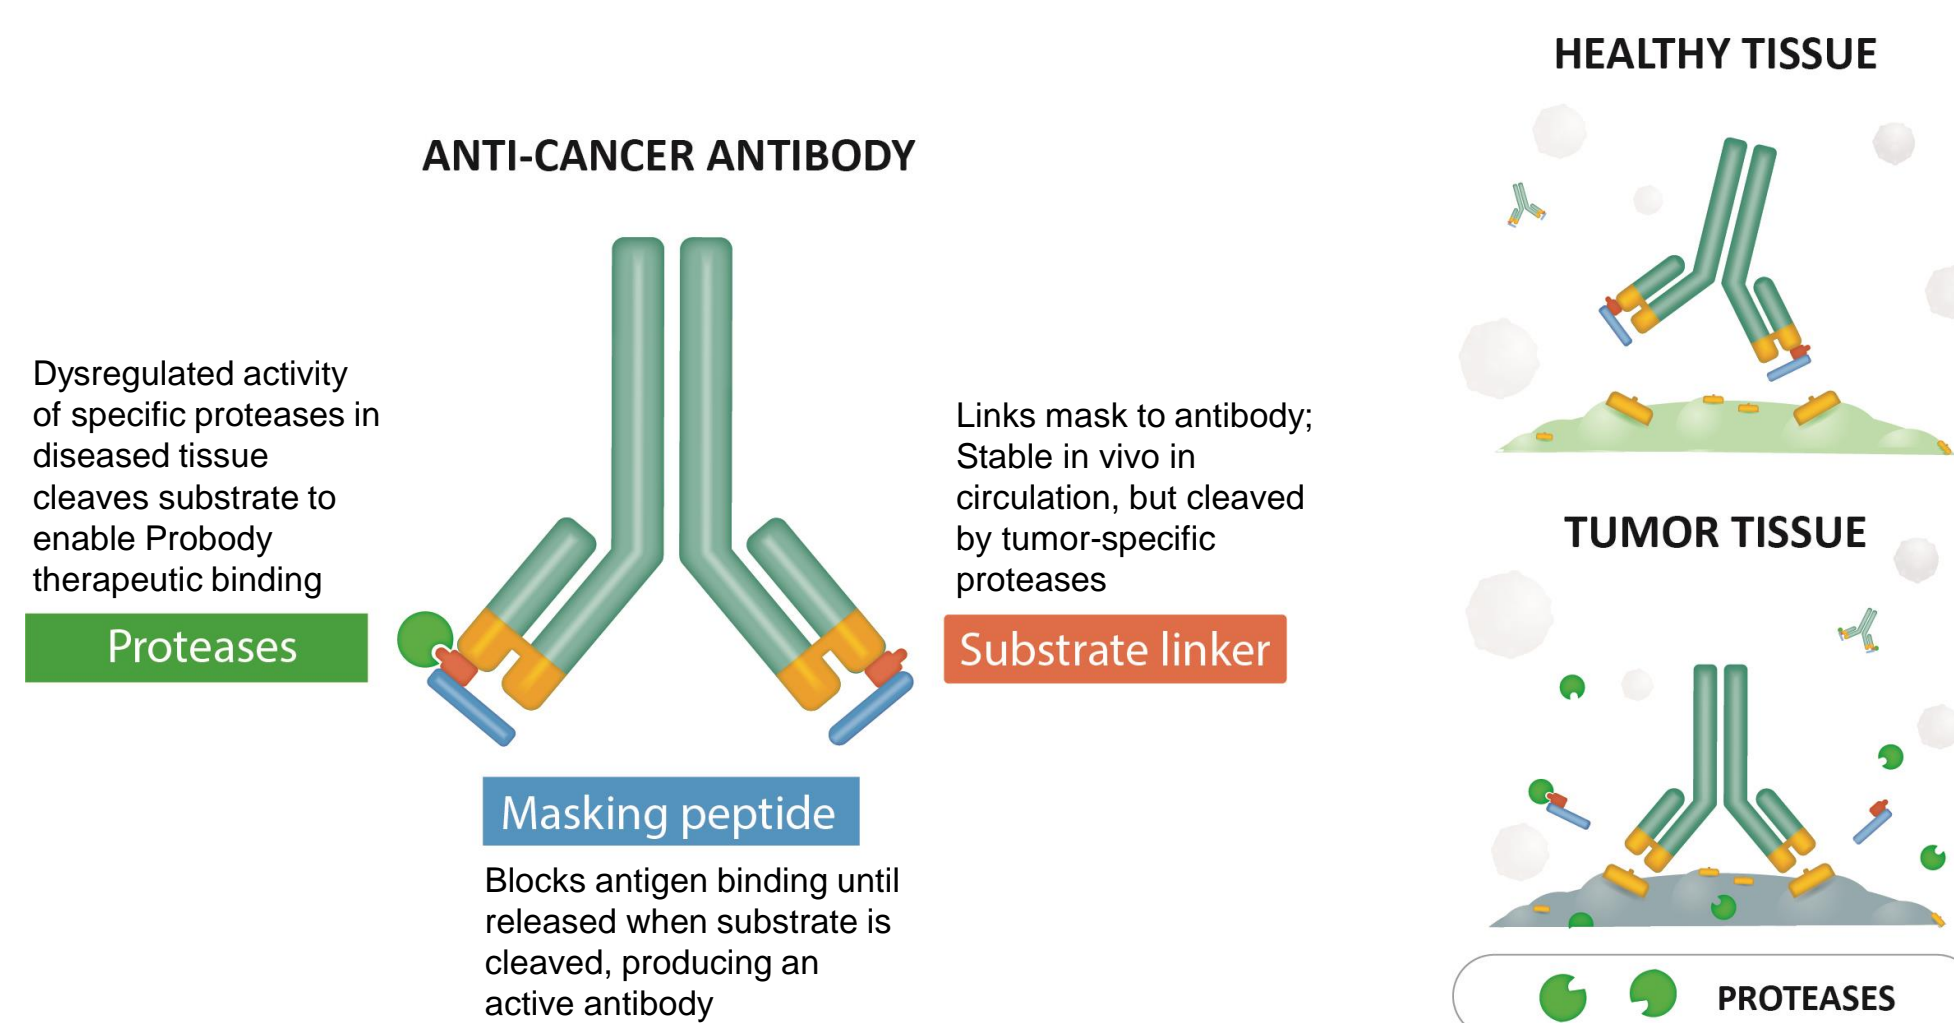 HEALTHY TISSUE
ANTI-CANCER ANTIBODY
Dysregulated activity
of specific proteases in
diseased tissue
cleaves substrate to
enable Probody
therapeutic binding
Proteases
Links mask to antibody;
Stable in vivo in
circulation, but cleaved
by tumor-specific
proteases
Substrate linker
Masking peptide
Blocks antigen binding until
released when substrate is
cleaved, producing an
active antibody
TUMOR TISSUE
PROTEASES